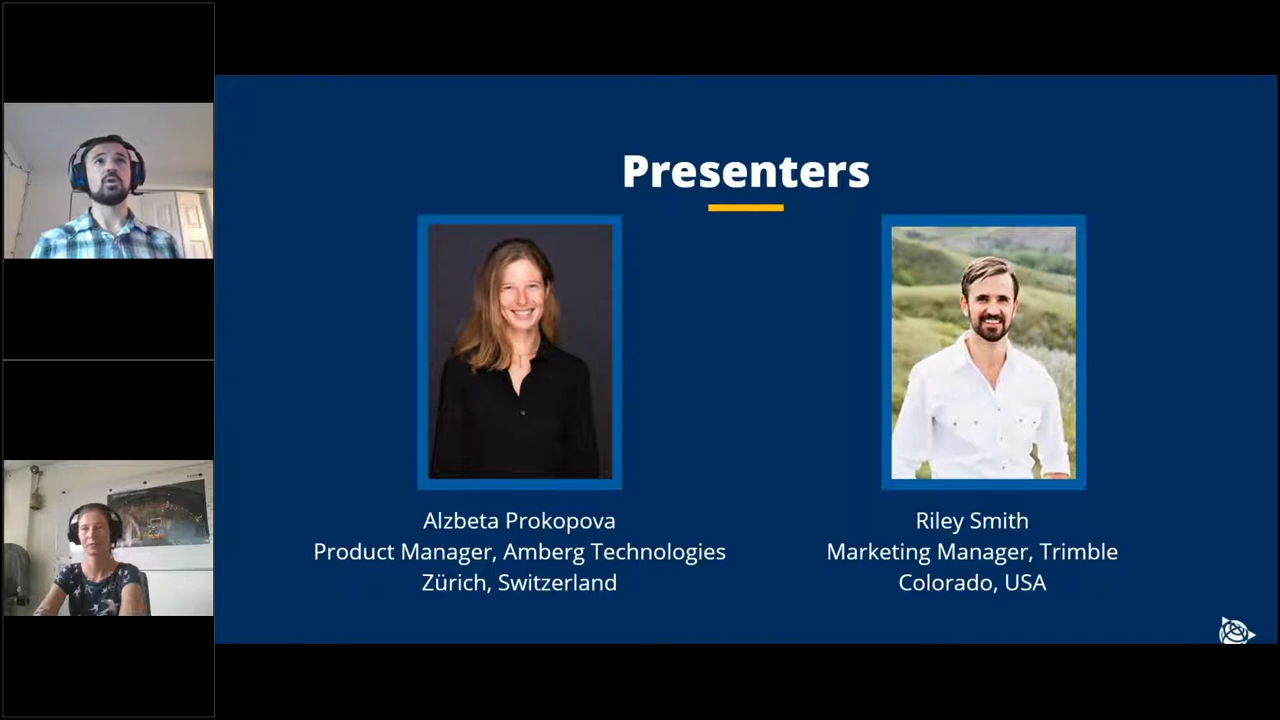 Presenters
Alzbeta Prokopova
Product Manager, Amberg Technologies
Zürich, Switzerland
Riley Smith
Marketing Manager, Trimble
Colorado, USA